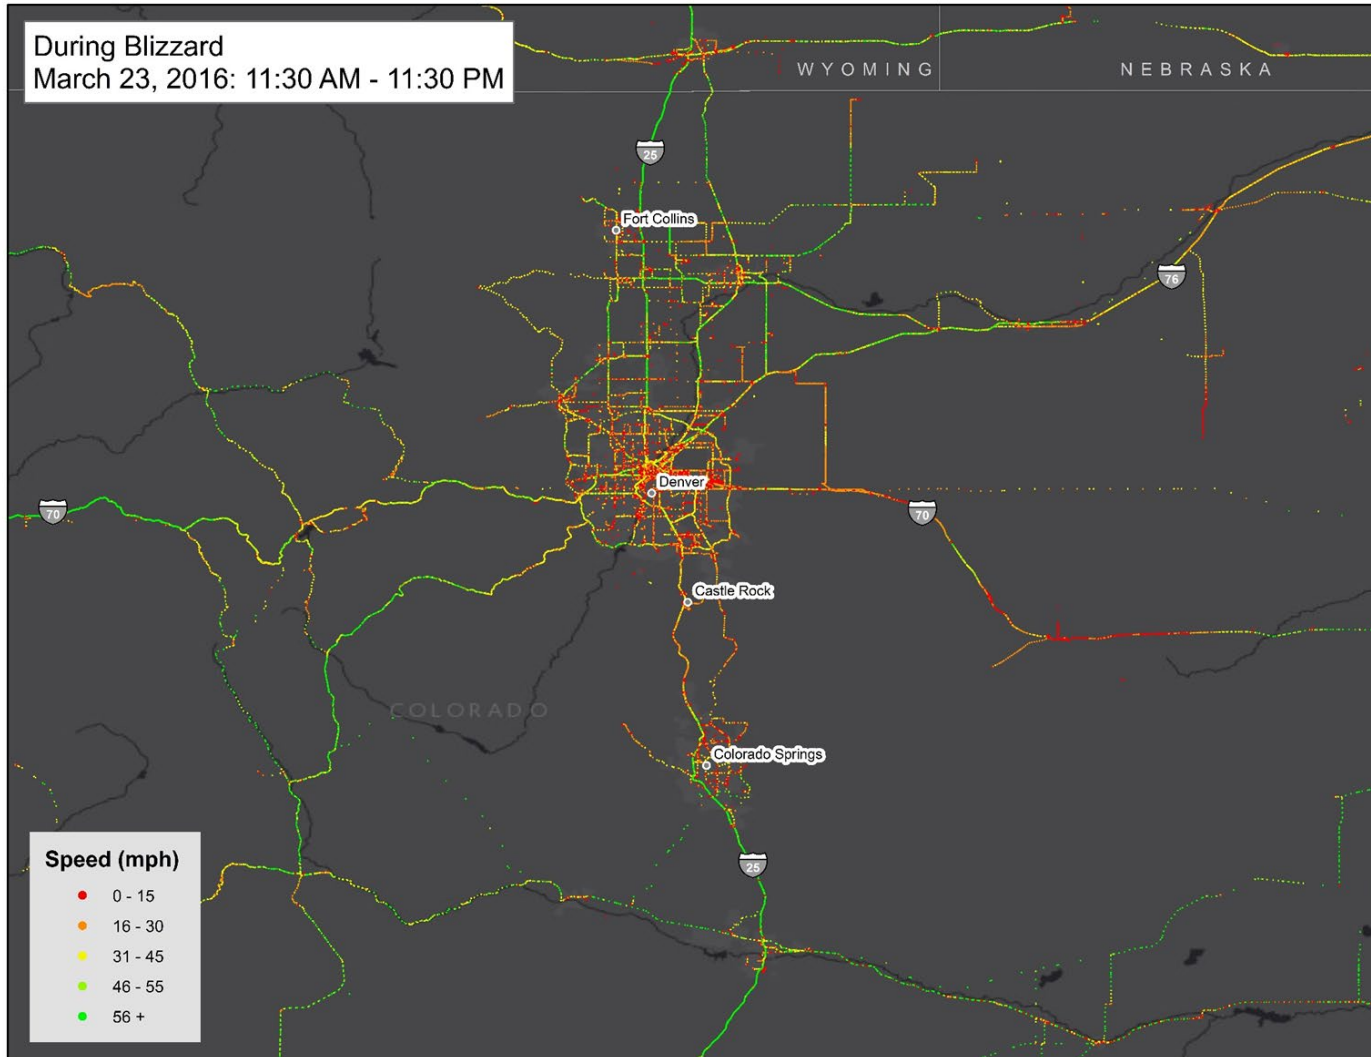 During Blizzard
March 23, 2016: 11:30 AM - 11:30 PM
WYOMING
NEBRASKA
25
Fort Collins
76
Denver
70
70
Castle Rock
COLORADO
Colorado Springs
25
Speed (mph)
0 - 15
16 - 30
31 - 45
46 - 55
56 +